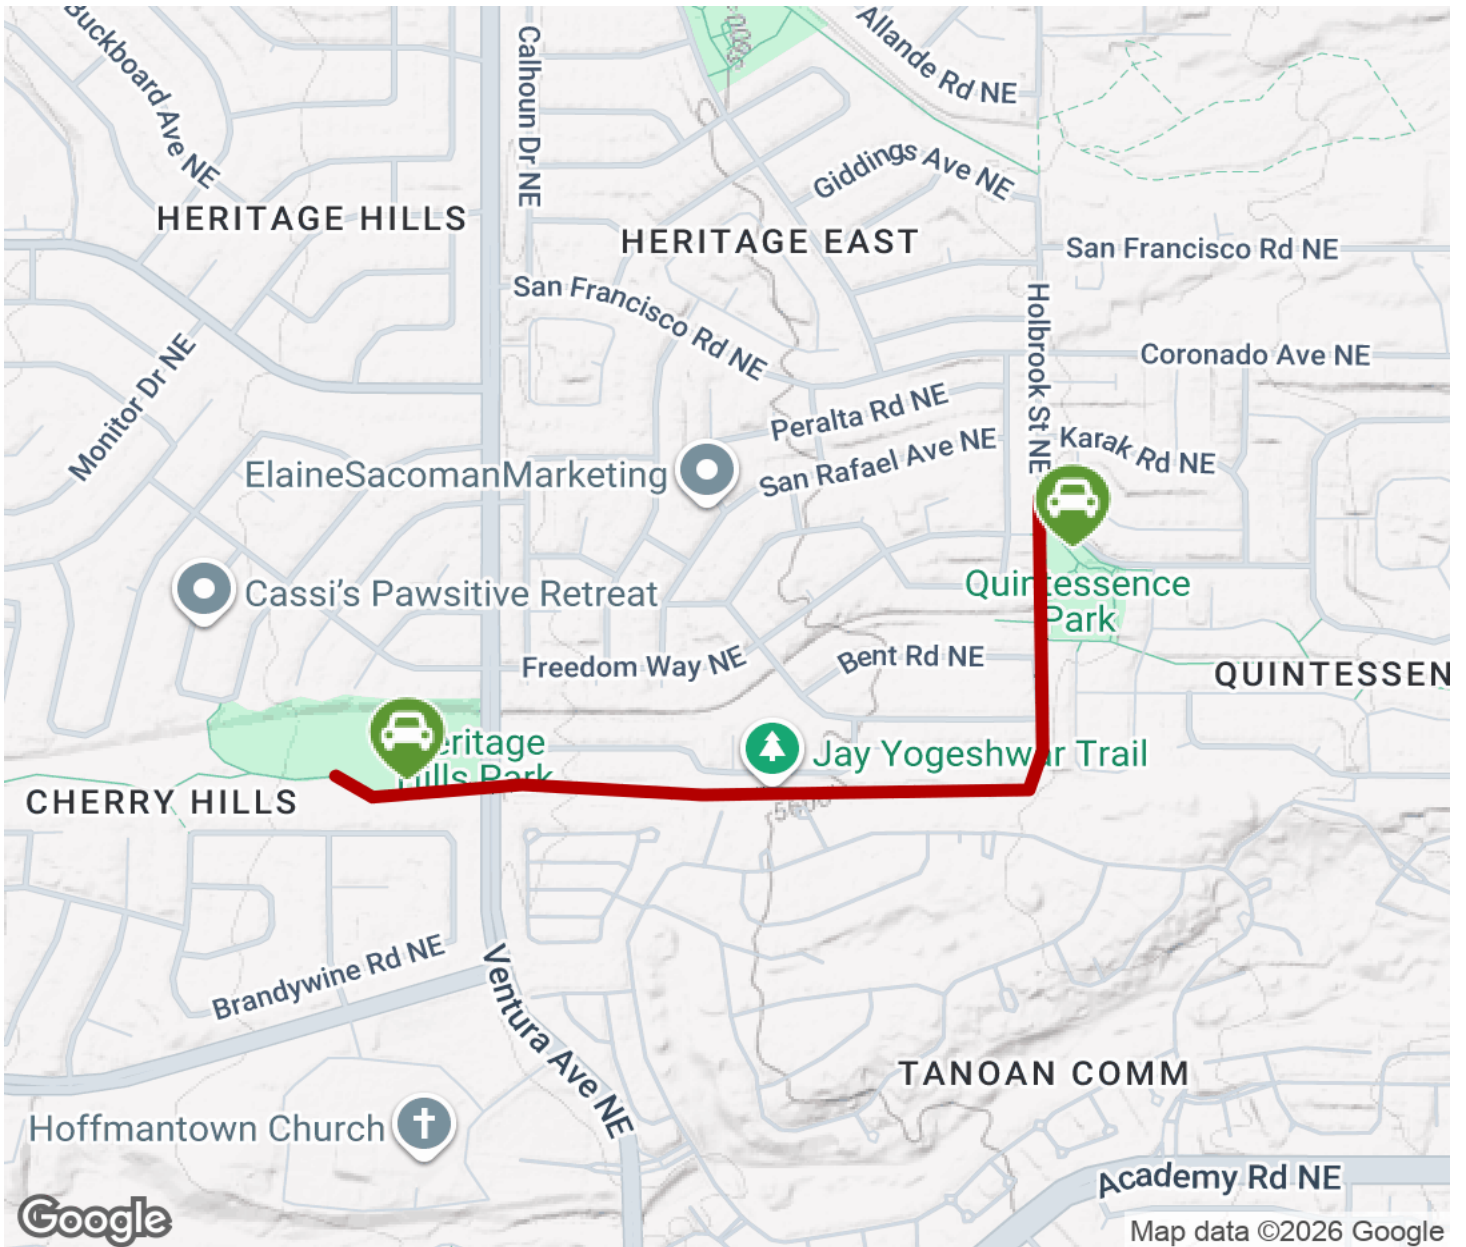 Buckboard Ave NE
Calhoun Dr NE
Allande Rd NE
Giddings Ave NE
HERITAGE HILLS
HERITAGE EAST
San Francisco Rd NE
San Francisco Rd NE
Holbrook St NE
Coronado Ave NE
Monitor Dr NE
Peralta Rd NE
Karak Rd NE
San Rafael Ave NE
ElaineSacomanMarketing
Cassi's Pawsitive Retreat
Quintessence
Park
Freedom Way NE
Bent Rd NE
QUINTESSEN
Jay Yogeshwar Trail
CHERRY HILLS
Hills Park
Brandywine Rd NE
Ventura Ave NE
TANOAN COMM
Hoffmantown Church
Academy Rd NE
Google
Map data ©2026 Google